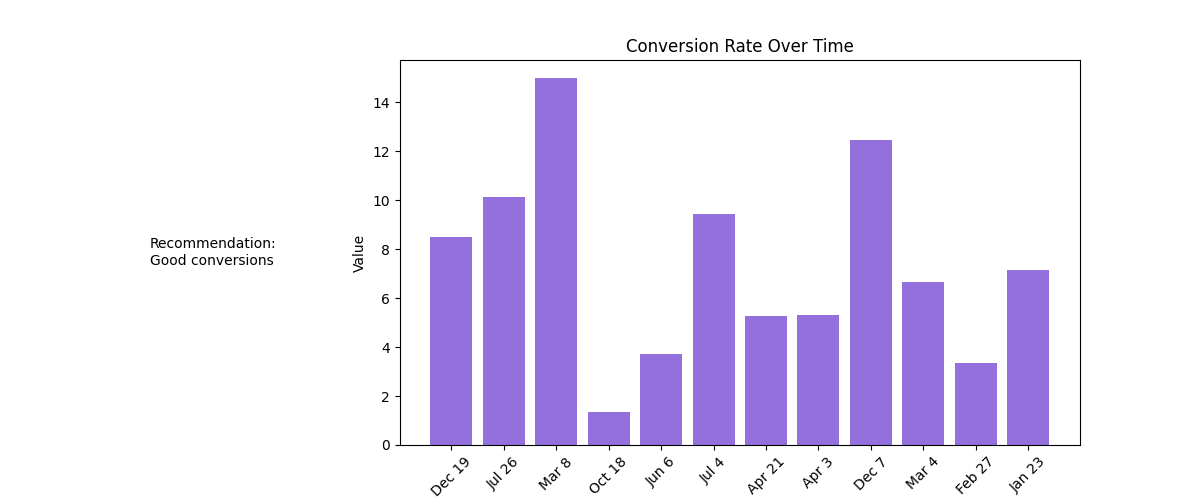 Conversion Rate Over Time
Recommendation:
Good conversions
Value
14
12
10
8
6
4
2
0
Dec 19
Jul 26
Mar 8
Oct 18
Jun 6
Jul 4
Apr 21
Apr 3
Dec 7
Mar 4
Feb 27
Jan 23